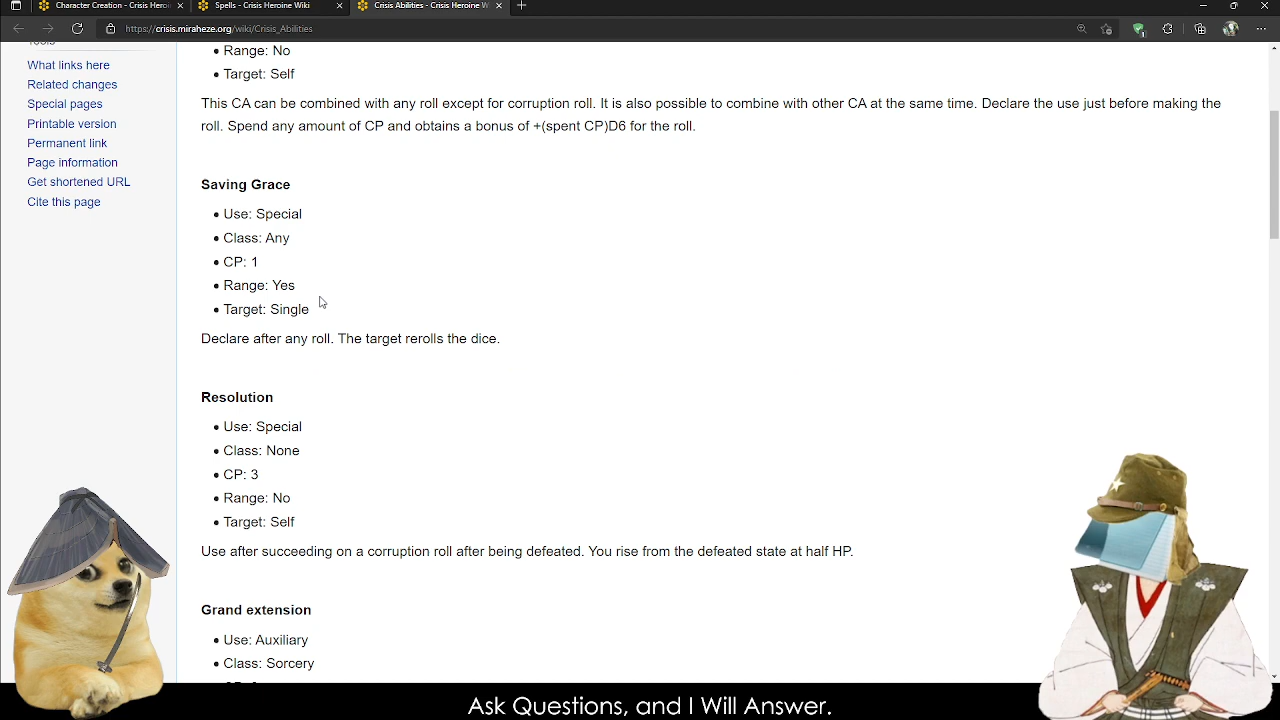 Character Creation - Crisis Heroi
Spells - Crisis Heroine Wiki
Crisis Abilities - Crisis Heroine W
https://crisis.miraheze.org/wiki/Crisis_Abilities
Tools
What links here
Related changes
Special pages
Printable version
Permanent link
Page information
Get shortened URL
Cite this page
• Range: No
• Target: Self
This CA can be combined with any roll except for corruption roll. It is also possible to combine with other CA at the same time. Declare the use just before making the
roll. Spend any amount of CP and obtains a bonus of +(spent CP)D6 for the roll.
Saving Grace
• Use: Special
• Class: Any
• CP: 1
• Range: Yes
• Target: Single
Declare after any roll. The target rerolls the dice.
Resolution
• Use: Special
• Class: None
• CP: 3
• Range: No
• Target: Self
Use after succeeding on a corruption roll after being defeated. You rise from the defeated state at half HP.
Grand extension
• Use: Auxiliary
• Class: Sorcery
Ask Questions, and I Will Answer.